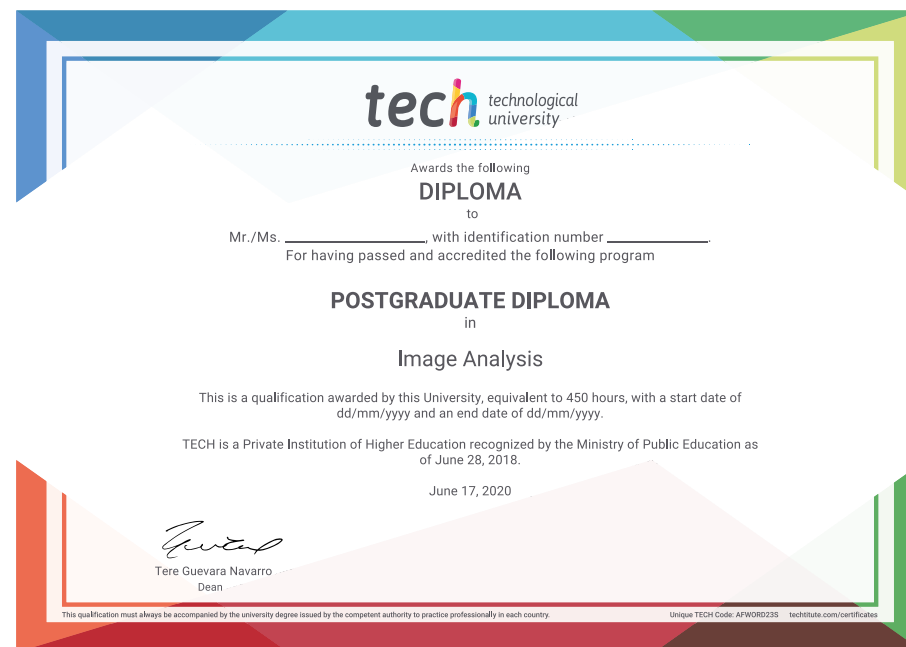 tech technological
university
Awards the following
DIPLOMA
to
Mr./Ms. ____________________, with identification number ______________.
For having passed and accredited the following program
POSTGRADUATE DIPLOMA
in
Image Analysis
This is a qualification awarded by this University, equivalent to 450 hours, with a start date of
dd/mm/yyyy and an end date of dd/mm/yyyy.
TECH is a Private Institution of Higher Education recognized by the Ministry of Public Education as
of June 28, 2018.
June 17, 2020
Tere Guevara Navarro
Dean
This qualification must always be accompanied by the university degree issued by the competent authority to practice professionally in each country.
Unique TECH Code: AFWORD23S techtitute.com/certificates